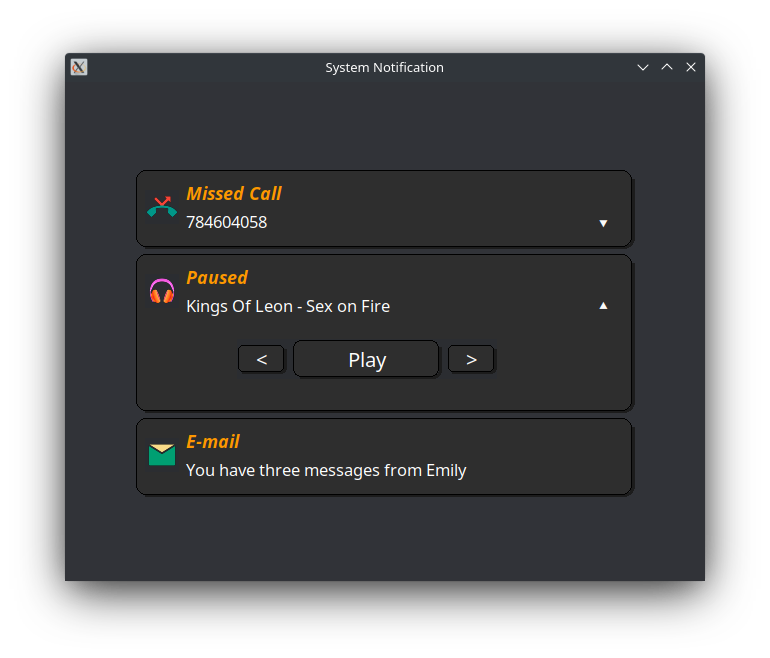 System Notification
Missed Call
784604058
▼
Paused
Kings Of Leon - Sex on Fire
▲
< Play >
E-mail
You have three messages from Emily